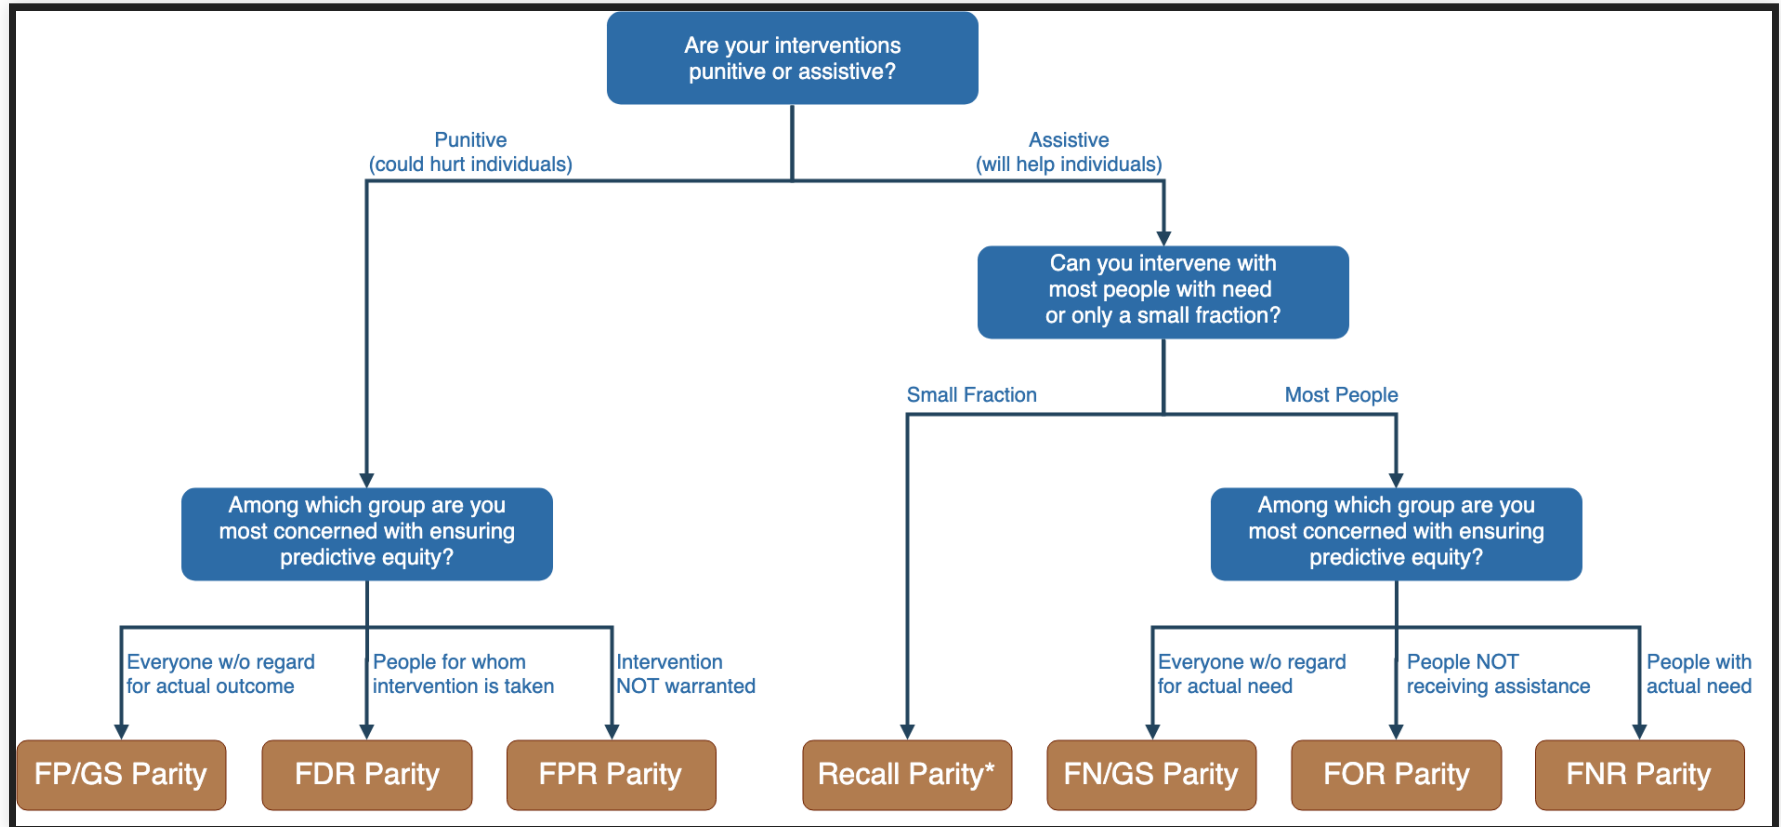 Are your interventions
punitive or assistive?
Punitive
(could hurt individuals)
Assistive
(will help individuals)
Can you intervene with
most people with need
or only a small fraction?
Small Fraction
Most People
Among which group are you
most concerned with ensuring
predictive equity?
Among which group are you
most concerned with ensuring
predictive equity?
Everyone w/o regard
for actual outcome
People for whom
intervention is taken
Intervention
NOT warranted
Everyone w/o regard
for actual need
People NOT
receiving assistance
People with
actual need
FP/GS Parity
FDR Parity
FPR Parity
Recall Parity*
FN/GS Parity
FOR Parity
FNR Parity